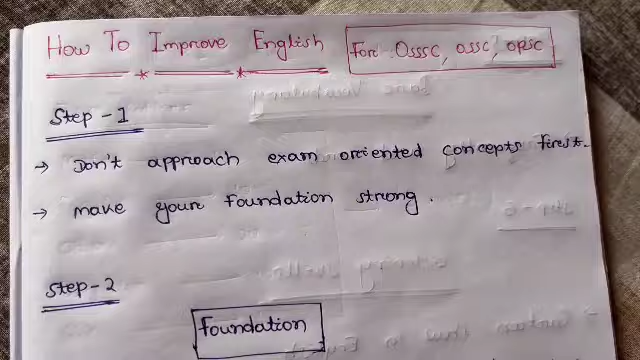 How To Improve English For OSSSC, OSSC, OPSC
Step-1
→ Don't approach exam oriented concepts first.
→ make your Foundation strong.
Step-2
Foundation